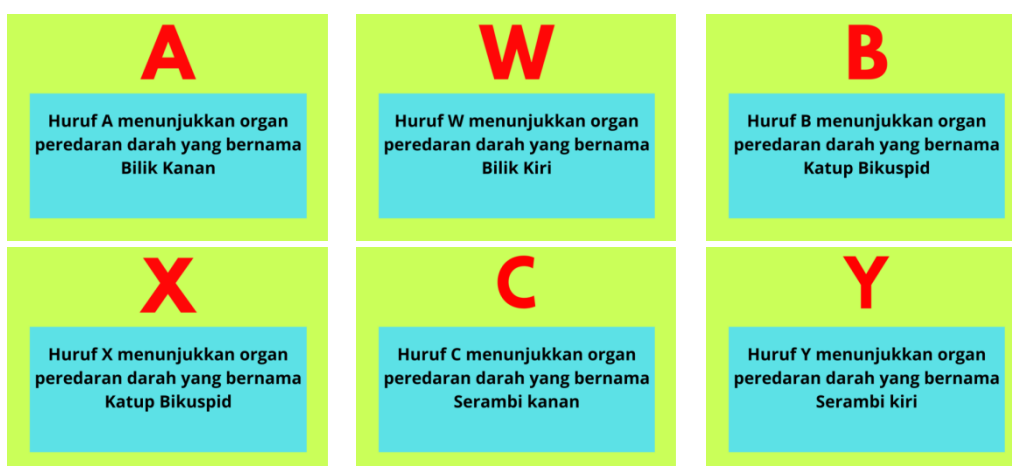 A
Huruf A menunjukkan organ
peredaran darah yang bernama
Bilik Kanan
W
Huruf W menunjukkan organ
peredaran darah yang bernama
Bilik Kiri
B
Huruf B menunjukkan organ
peredaran darah yang bernama
Katup Bikuspid
X
Huruf X menunjukkan organ
peredaran darah yang bernama
Katup Bikuspid
C
Huruf C menunjukkan organ
peredaran darah yang bernama
Serambi kanan
Y
Huruf Y menunjukkan organ
peredaran darah yang bernama
Serambi kiri